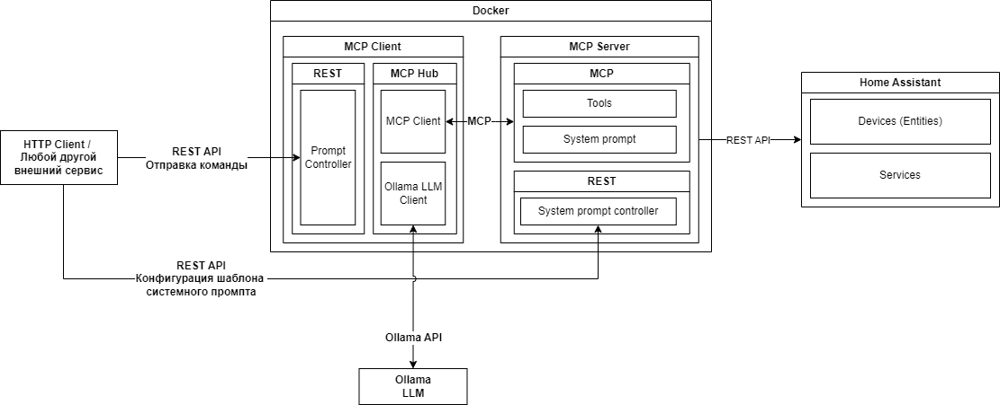 Docker
MCP Client
REST
Prompt
Controller
MCP Hub
MCP Client
Ollama LLM
Client
MCP
MCP Server
MCP
Tools
System prompt
REST
System prompt controller
REST API
Home Assistant
Devices (Entities)
Services
HTTP Client /
Любой другой
внешний сервис
REST API
Отправка команды
REST API
Конфигурация шаблона
системного промпта
Ollama API
Ollama
LLM